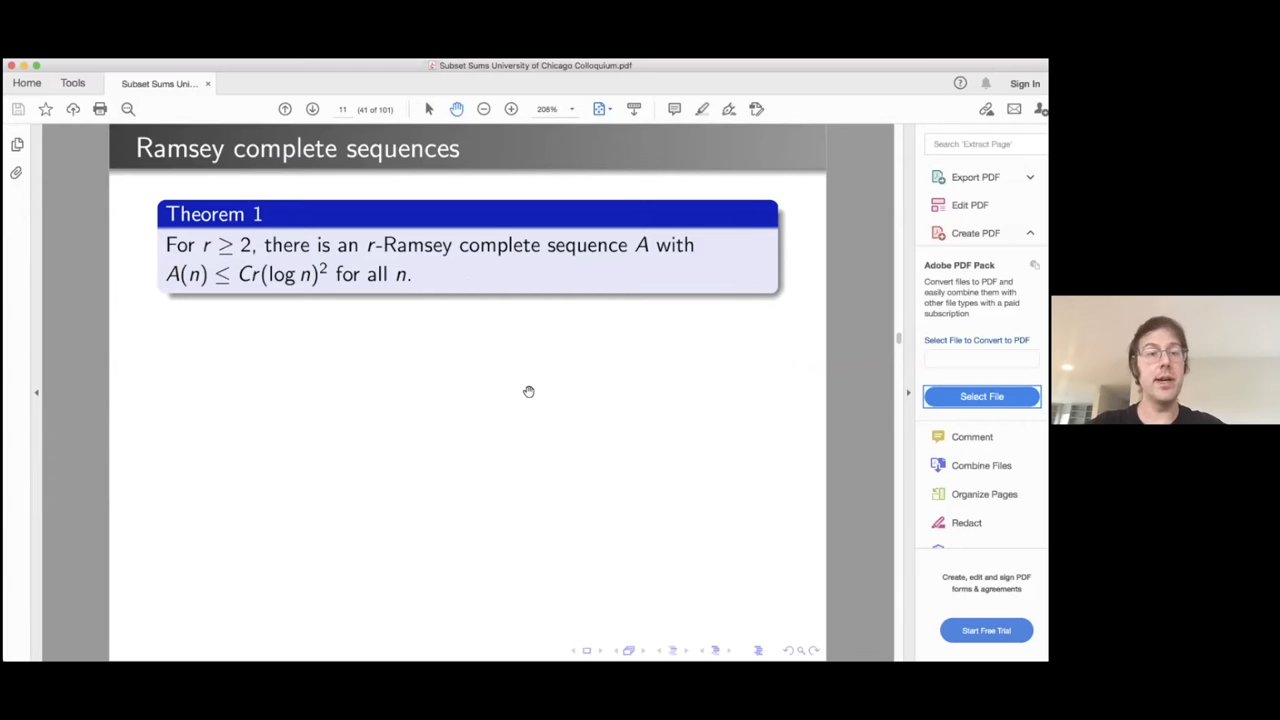 Subset Sums University of Chicago Colloquium.pdf
Home
Tools
Subset Sums Uni... ×
Sign In
11 (41 of 101)
208%
Ramsey complete sequences
Theorem 1
For r ≥ 2, there is an r-Ramsey complete sequence A with
A(n) ≤ Cr(log n)² for all n.
Search 'Extract Page'
Export PDF
Edit PDF
Create PDF
Adobe PDF Pack
Convert files to PDF and
easily combine them with
other file types with a paid
subscription
Select File to Convert to PDF
Select File
Comment
Combine Files
Organize Pages
Redact
Create, edit and sign PDF
forms & agreements
Start Free Trial